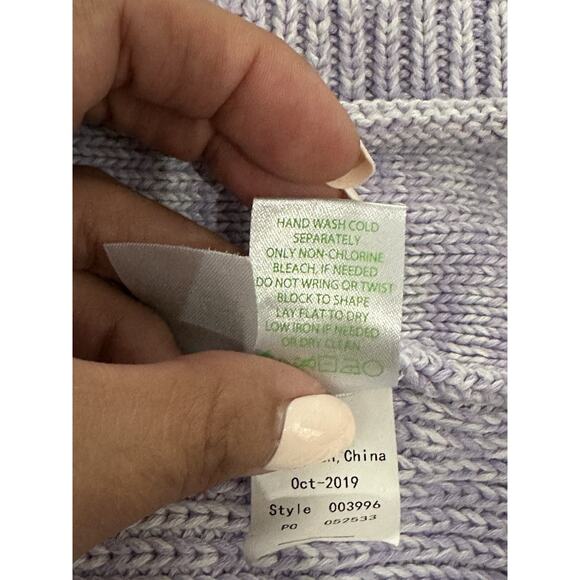 HAND WASH COLD
SEPARATELY
ONLY NON-CHLORINE
BLEACH, IF NEEDED
DO NOT WRING OR TWIST
BLOCK TO SHAPE
LAY FLAT TO DRY
LOW IRON IF NEEDED
OR DRY CLEAN
China
Oct-2019
Style 003996
PO 052533